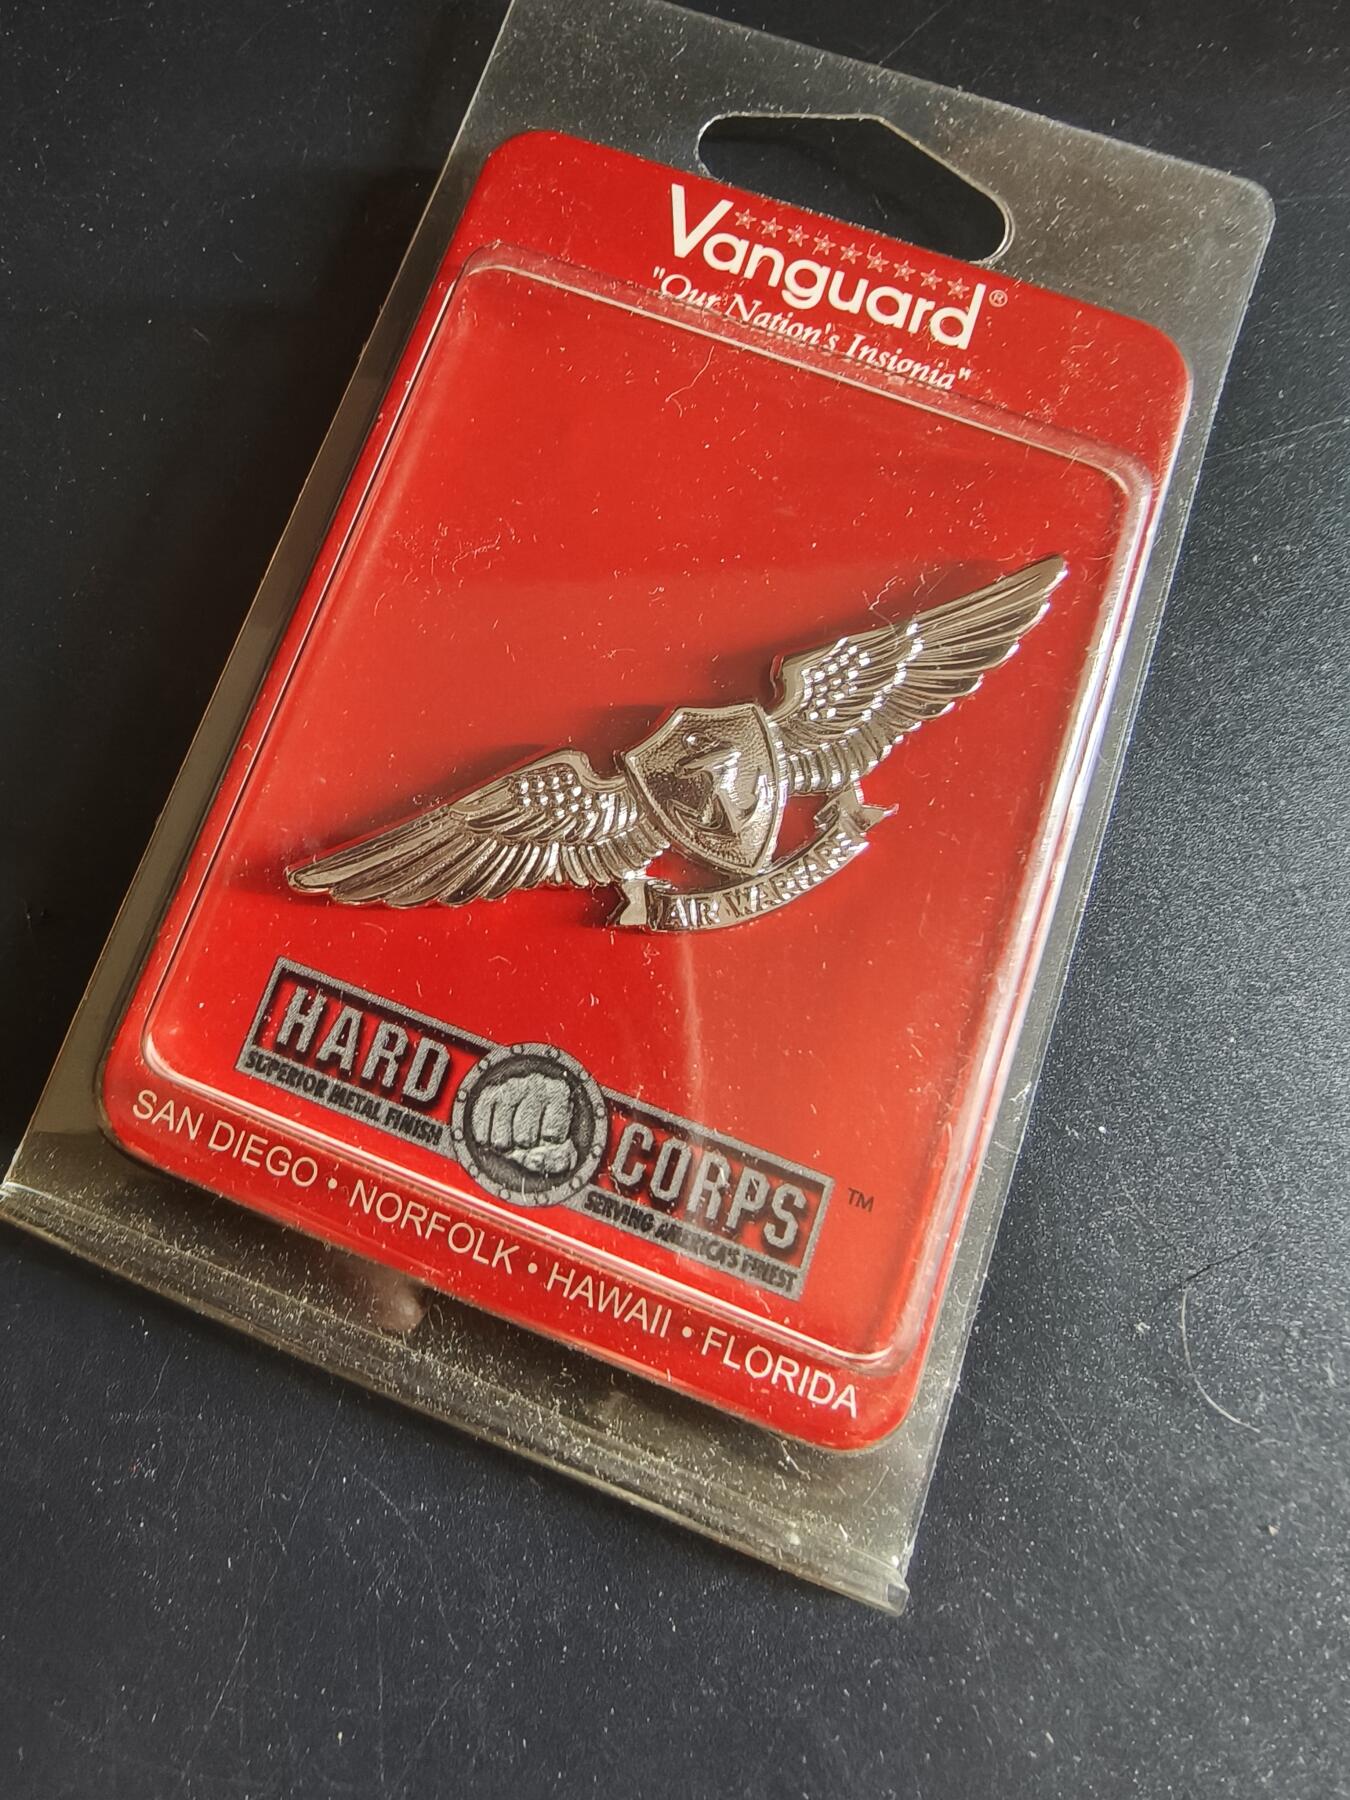 Vanguard®
"Our Nation's Insignia"
AIR WARFARE
HARD CORPS ™
SUPERIOR METAL FINISH
SERVING AMERICA'S FINEST
SAN DIEGO • NORFOLK • HAWAII • FLORIDA